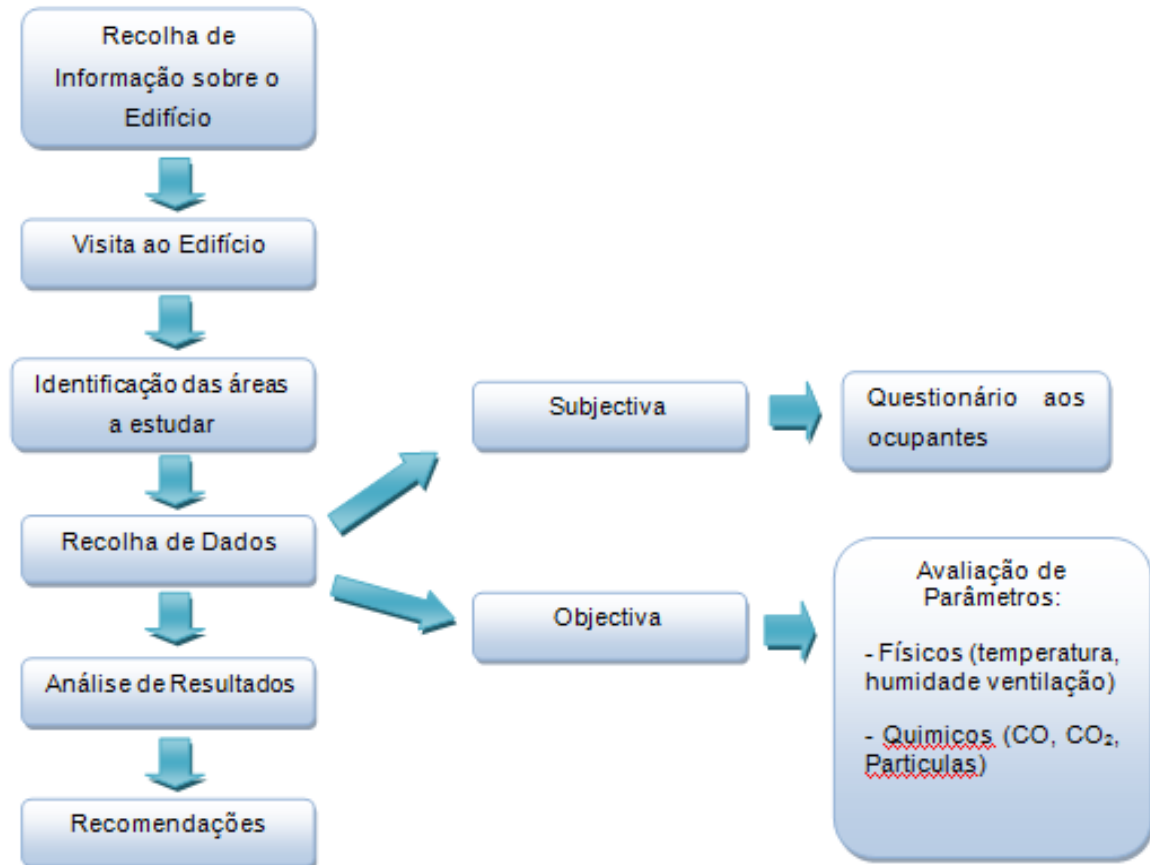 Recolha de
Informação sobre o
Edifício
Visita ao Edifício
Identificação das áreas
a estudar
Recolha de Dados
Análise de Resultados
Recomendações
Subjectiva
Questionário aos
ocupantes
Objectiva
Avaliação de
Parâmetros:
- Físicos (temperatura,
humidade ventilação)
- Quimicos (CO, CO₂,
Particulas)